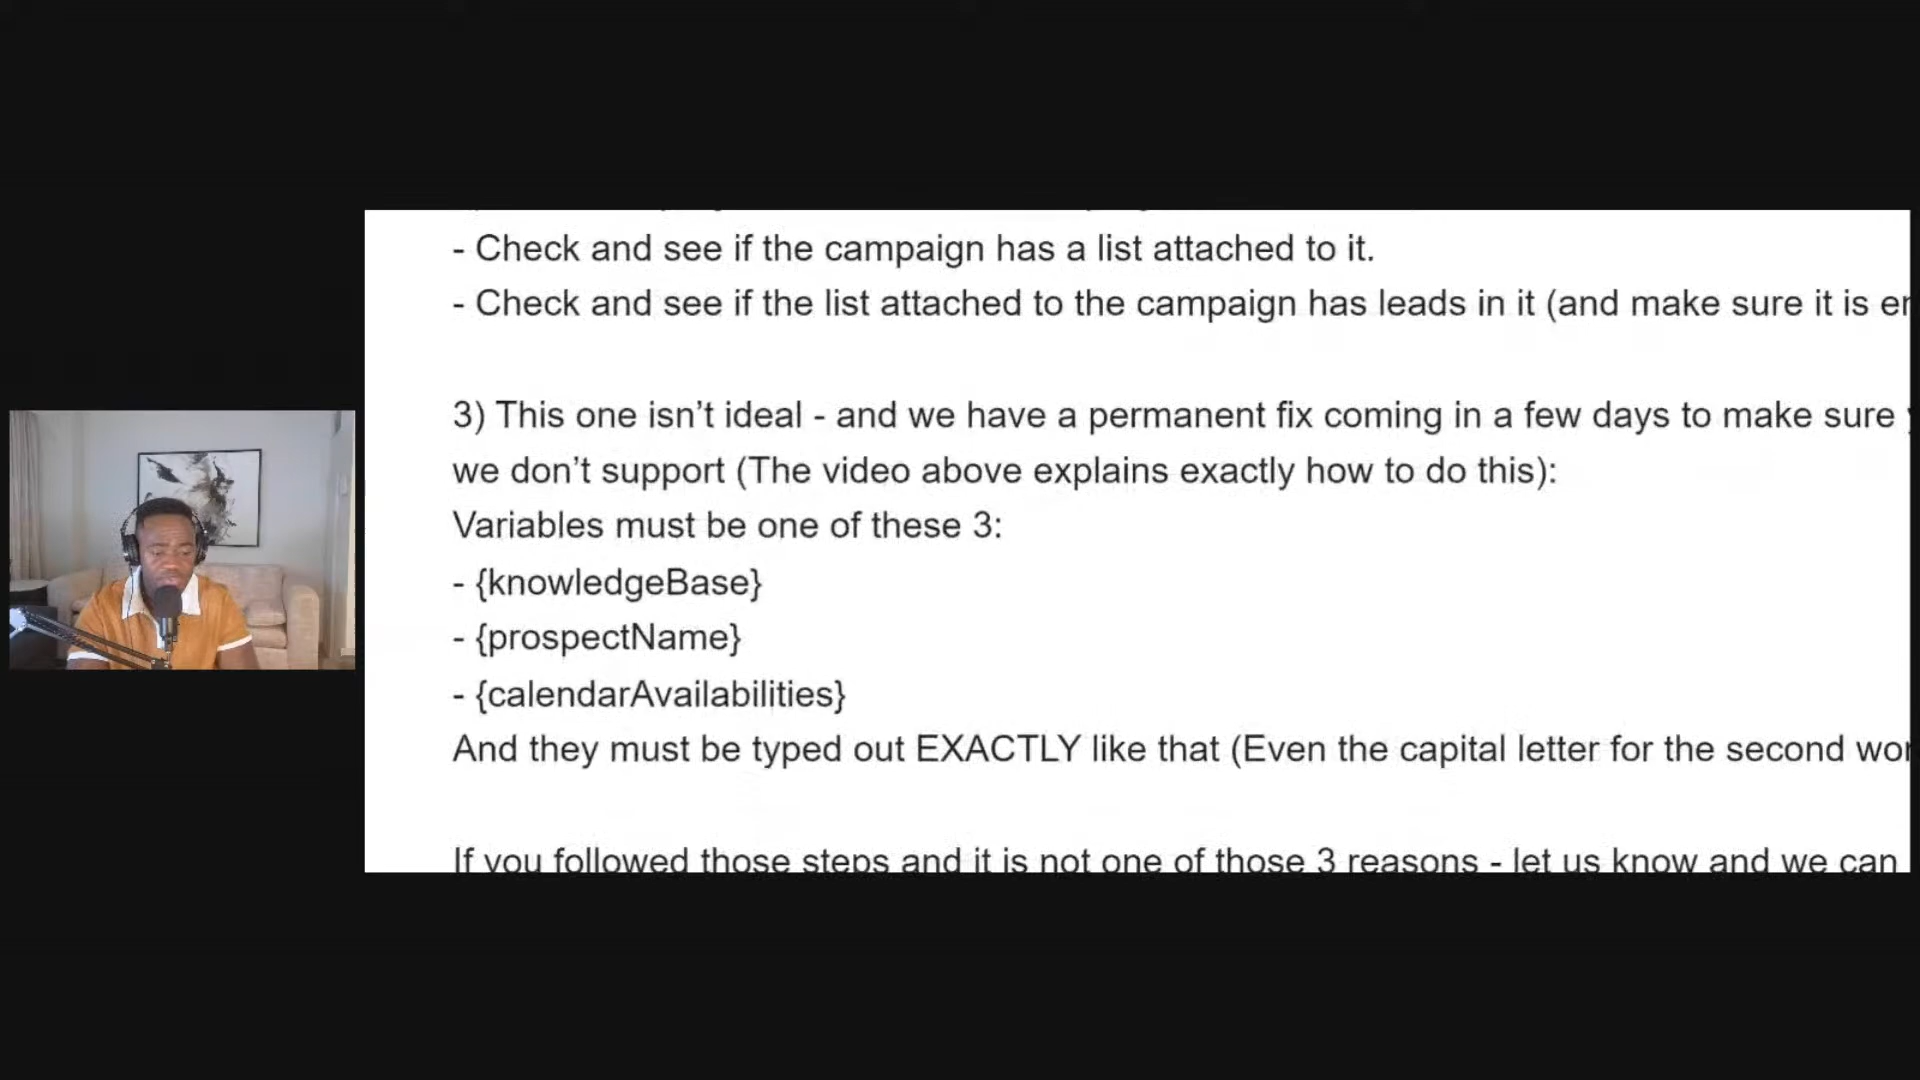 - Check and see if the campaign has a list attached to it.
- Check and see if the list attached to the campaign has leads in it (and make sure it is
3) This one isn’t ideal - and we have a permanent fix coming in a few days to make sure
we don’t support (The video above explains exactly how to do this):
Variables must be one of these 3:
- {knowledgeBase}
- {prospectName}
- {calendarAvailabilities}
And they must be typed out EXACTLY like that (Even the capital letter for the second
If you followed those steps and it is not one of those 3 reasons - let us know and we can